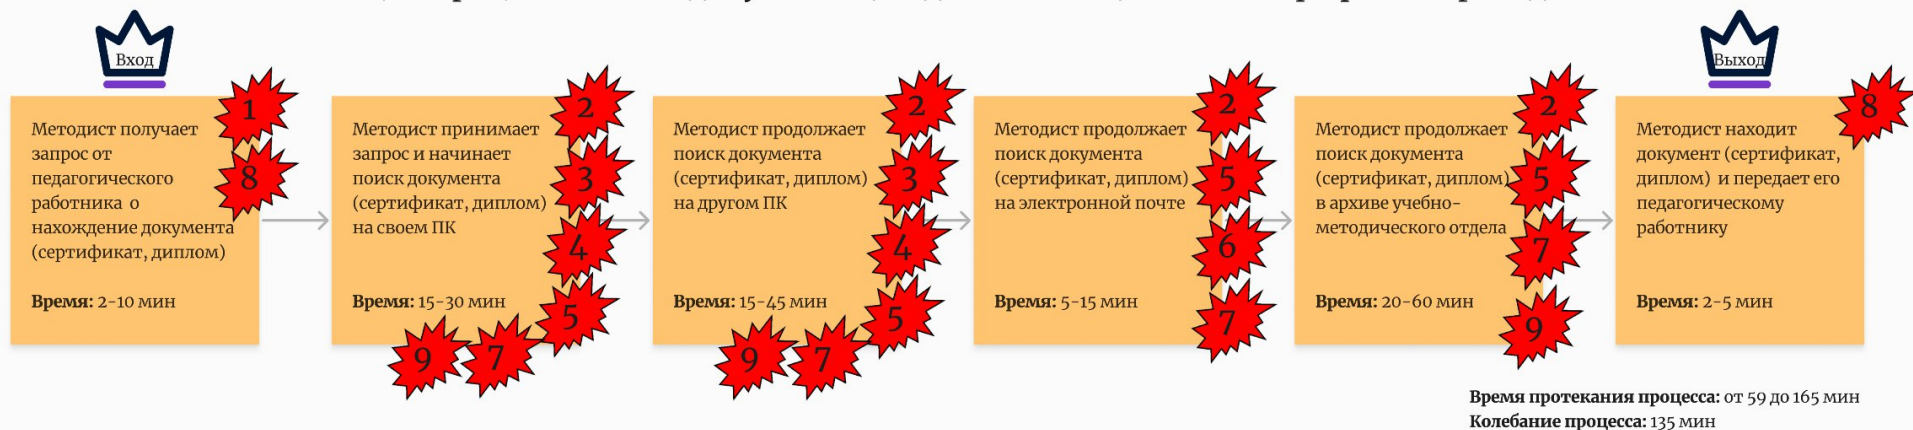 Вход
1
8
Методист получает
запрос от
педагогического
работника о
нахождение документа
(сертификат, диплом)
Время: 2-10 мин
2
3
4
5
7
9
Методист принимает
запрос и начинает
поиск документа
(сертификат, диплом)
на своем ПК
Время: 15-30 мин
2
3
4
5
7
9
Методист продолжает
поиск документа
(сертификат, диплом)
на другом ПК
Время: 15-45 мин
2
5
6
7
Методист продолжает
поиск документа
(сертификат, диплом)
на электронной почте
Время: 5-15 мин
2
5
7
9
Методист продолжает
поиск документа
(сертификат, диплом)
в архиве учебно-
методического отдела
Время: 20-60 мин
Выход
8
Методист находит
документ (сертификат,
диплом) и передает его
педагогическому
работнику
Время: 2-5 мин
Время протекания процесса: от 59 до 165 мин
Колебание процесса: 135 мин